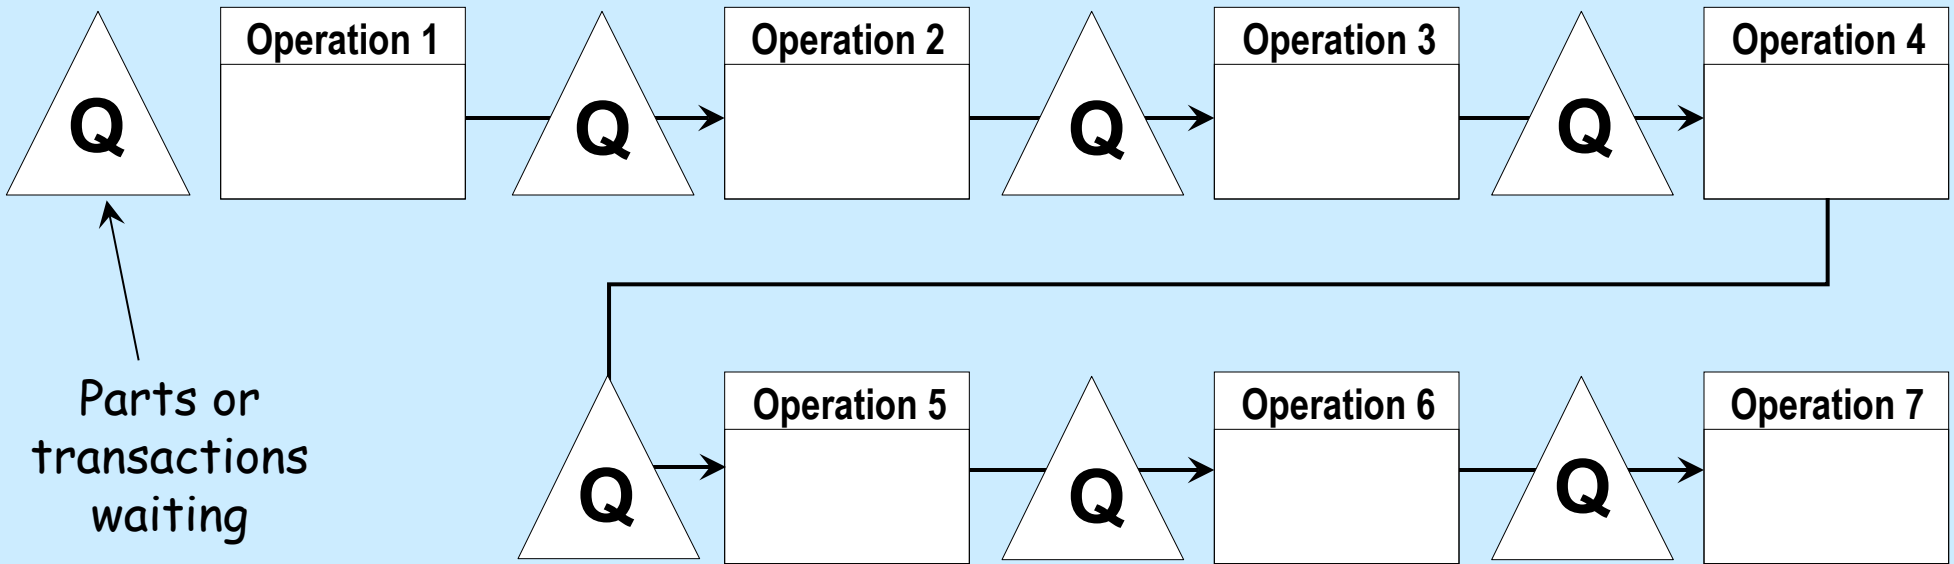 Operation 1
Operation 2
Operation 3
Operation 4
Q
Q
Q
Q
Parts or
transactions
waiting
Operation 5
Operation 6
Operation 7
Q
Q
Q